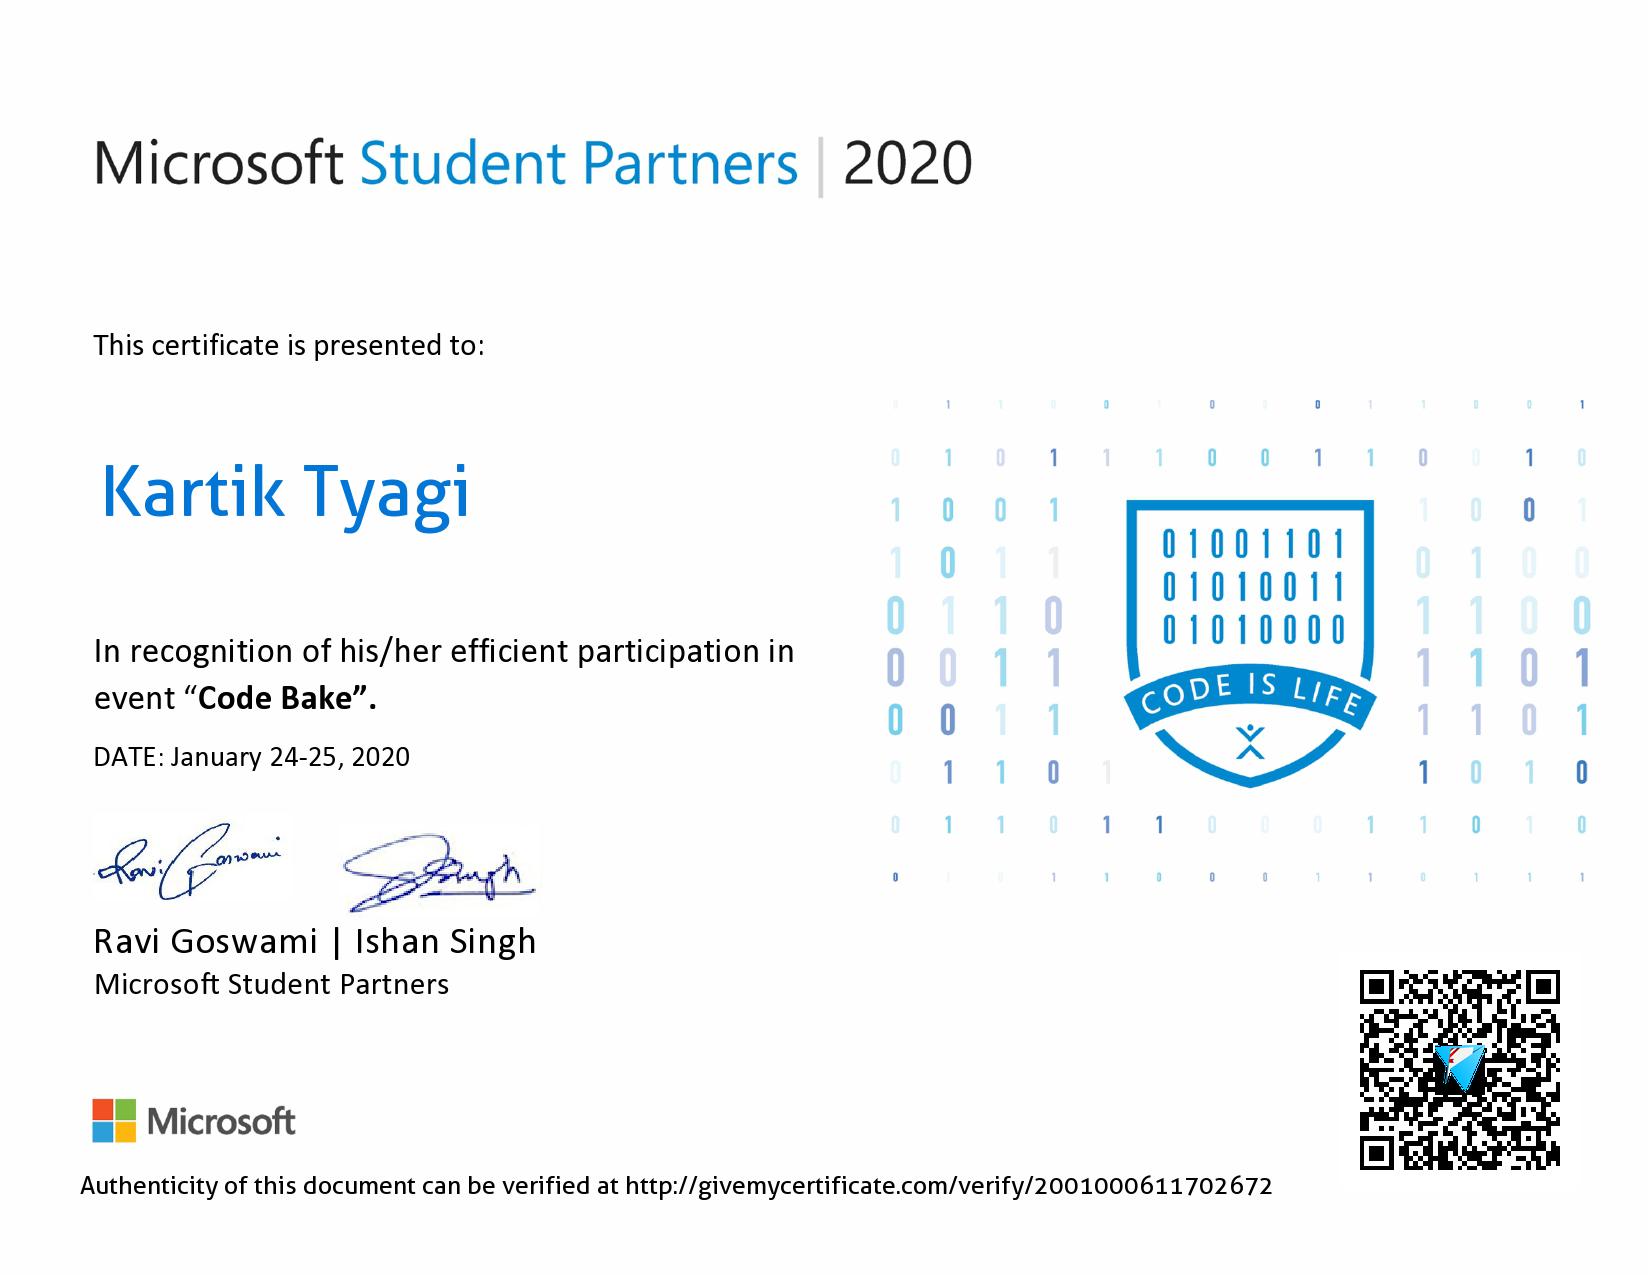 Microsoft Student Partners | 2020
This certificate is presented to:
Kartik Tyagi
In recognition of his/her efficient participation in
event “Code Bake”.
DATE: January 24-25, 2020
Ravi Goswami
Singh
Ravi Goswami | Ishan Singh
Microsoft Student Partners
01001101
01010011
01010000
CODE IS LIFE
Microsoft
Authenticity of this document can be verified at http://givemycertificate.com/verify/2001000611702672